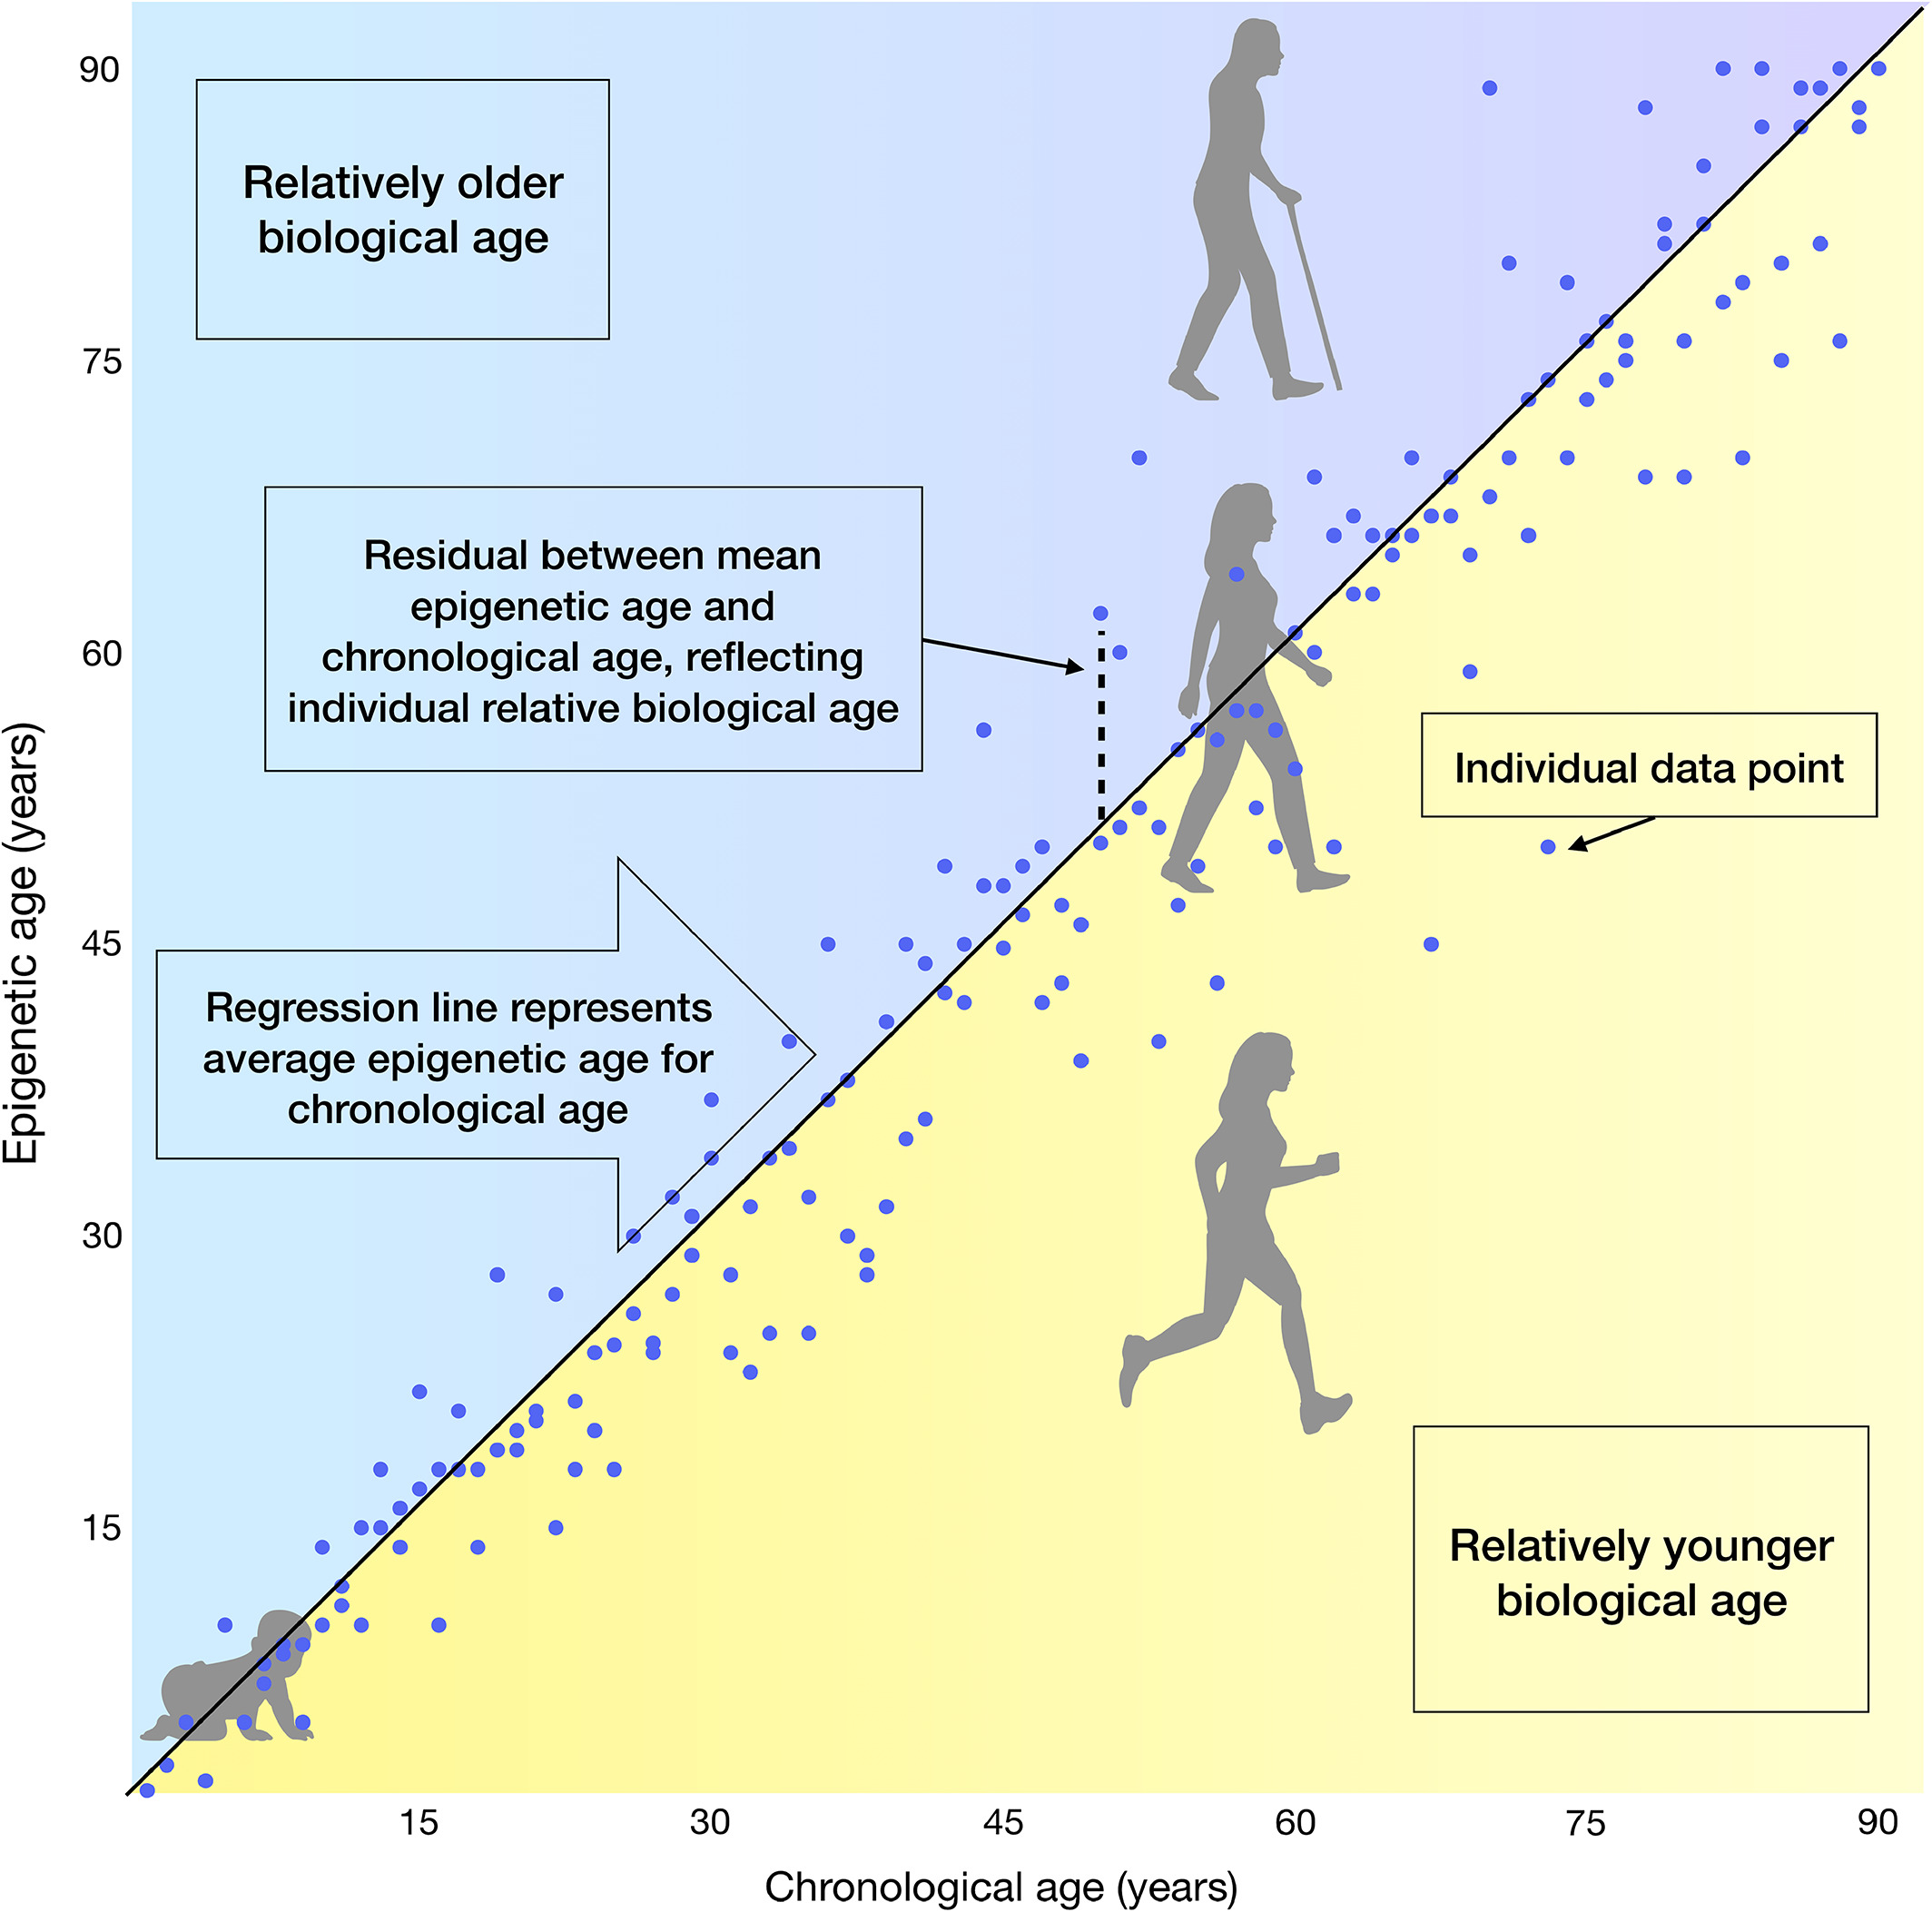 90
Relatively older
biological age
75
Residual between mean
epigenetic age and
chronological age, reflecting
individual relative biological age
60
Individual data point
Epigenetic age (years)
45
Regression line represents
average epigenetic age for
chronological age
30
15
Relatively younger
biological age
15 30 45 60 75 90
Chronological age (years)